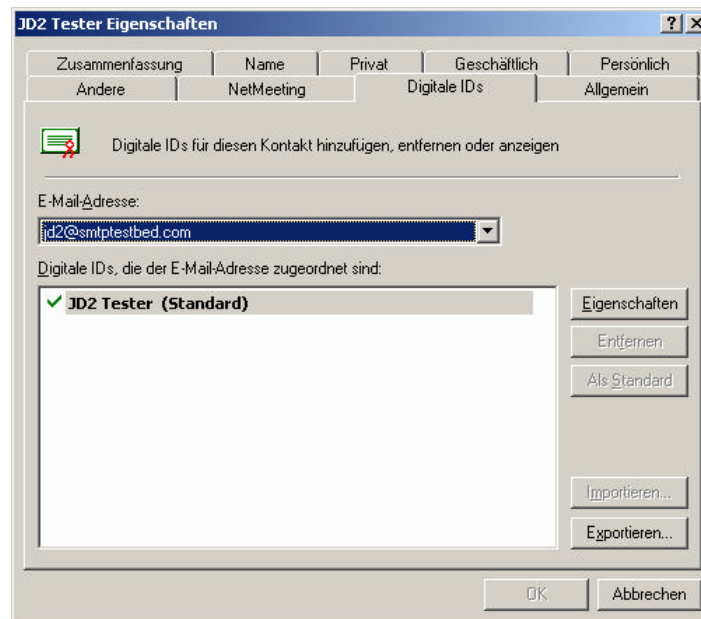 JD2 Tester Eigenschaften
Zusammenfassung Name Privat Geschäftlich Persönlich
Andere NetMeeting Digitale IDs Allgemein
Digitale IDs für diesen Kontakt hinzufügen, entfernen oder anzeigen
E-Mail-Adresse:
jd2@smtptestbed.com
Digitale IDs, die der E-Mail-Adresse zugeordnet sind:
JD2 Tester (Standard)
Eigenschaften
Entfernen
Als Standard
Importieren...
Exportieren...
OK Abbrechen